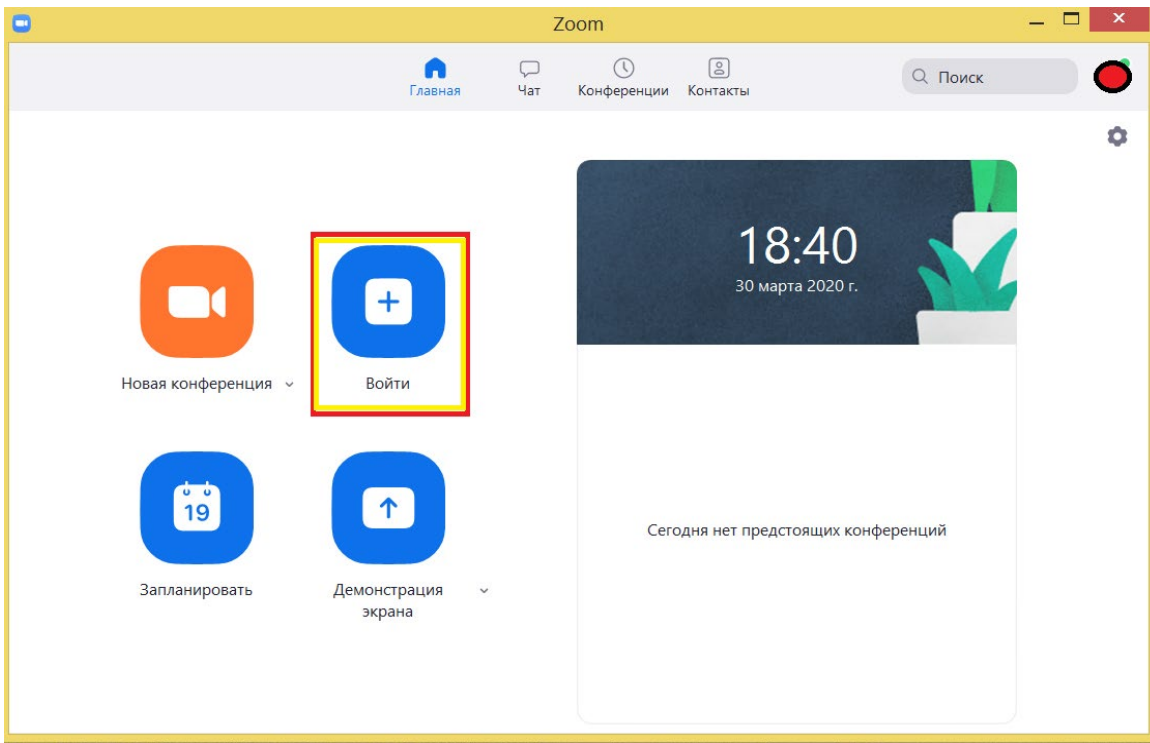 Zoom
Главная
Чат
Конференции
Контакты
Поиск
Новая конференция
Войти
19
Запланировать
Демонстрация
экрана
18:40
30 марта 2020 г.
Сегодня нет предстоящих конференций